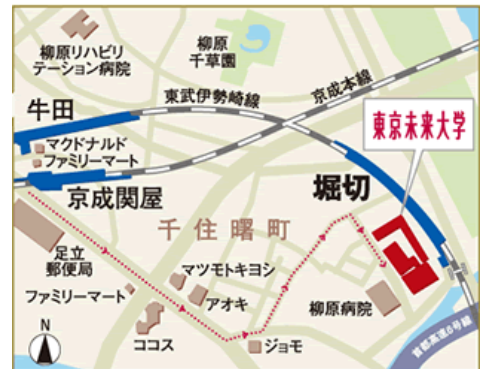 柳原リハビリ
テーション病院
柳原
千草園
東武伊勢崎線
京成本線
東京未来大学
牛田
マクドナルド
ファミリーマート
京成関屋
堀切
千住曙町
足立
郵便局
マツモトキヨシ
アオキ
ファミリーマート
柳原病院
ココス
ジョモ
首都高速6号線
N